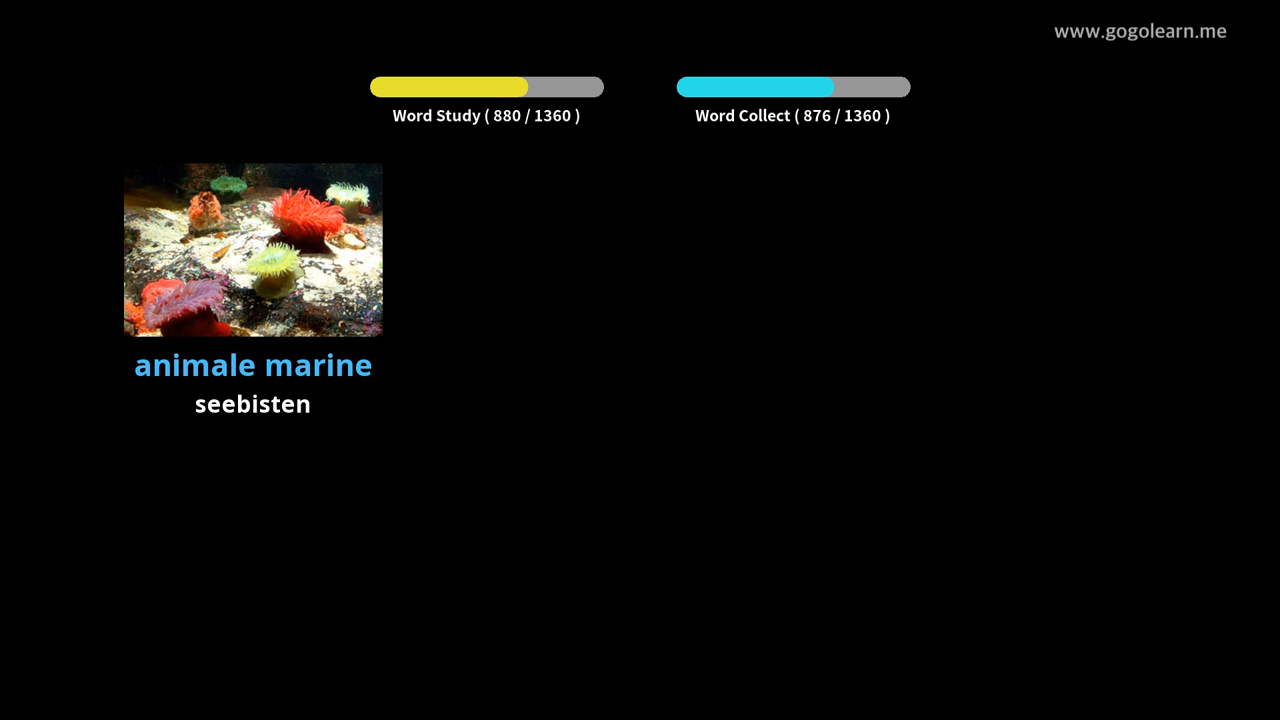 www.gogolearn.me
Word Study ( 880 / 1360 )
Word Collect ( 876 / 1360 )
animale marine
seebisten